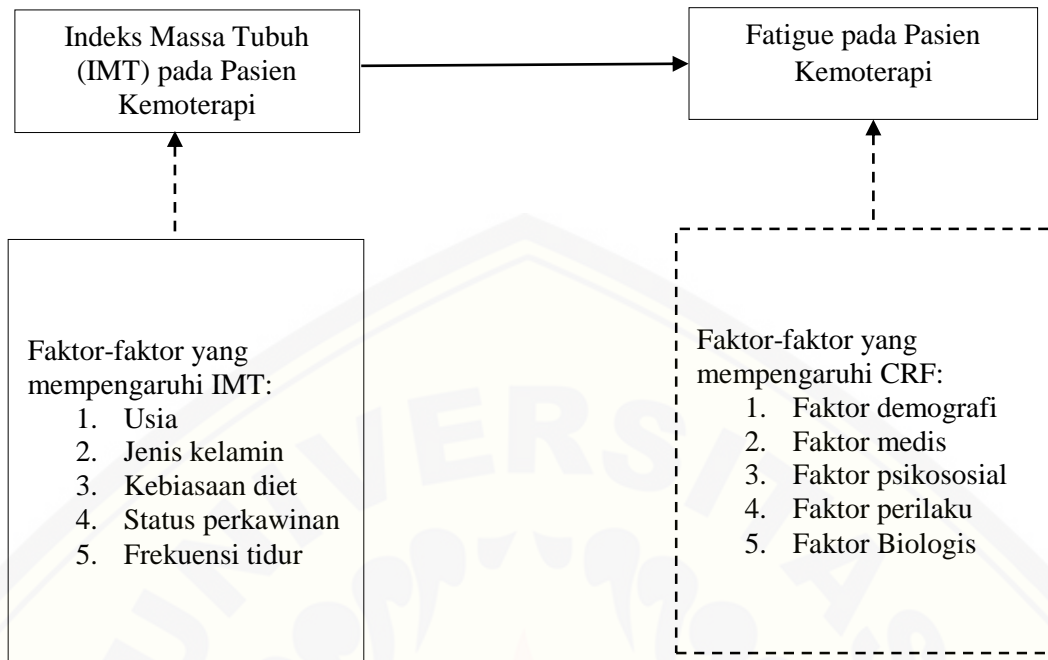 Indeks Massa Tubuh
(IMT) pada Pasien
Kemoterapi
Fatigue pada Pasien
Kemoterapi
Faktor-faktor yang
mempengaruhi IMT:
1. Usia
2. Jenis kelamin
3. Kebiasaan diet
4. Status perkawinan
5. Frekuensi tidur
Faktor-faktor yang
mempengaruhi CRF:
1. Faktor demografi
2. Faktor medis
3. Faktor psikososial
4. Faktor perilaku
5. Faktor Biologis
UNIVERSITAS